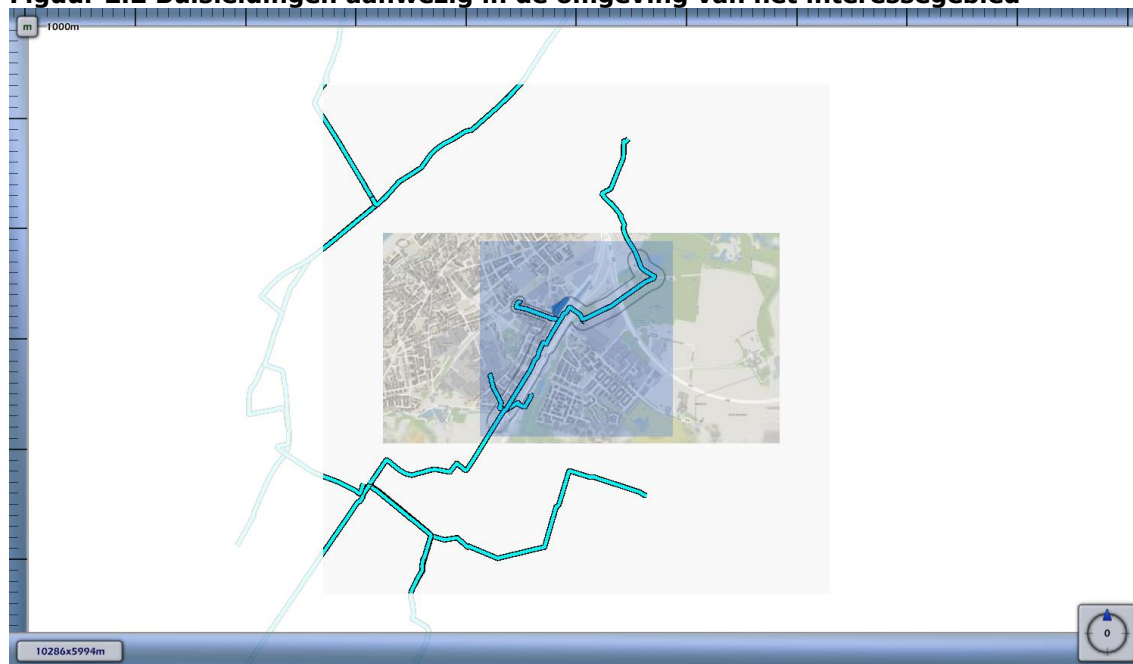 Figuur 2.2 Buisleidingen aanwezig in de omgeving van het interessegebied
m
1000m
10286x5994m
0